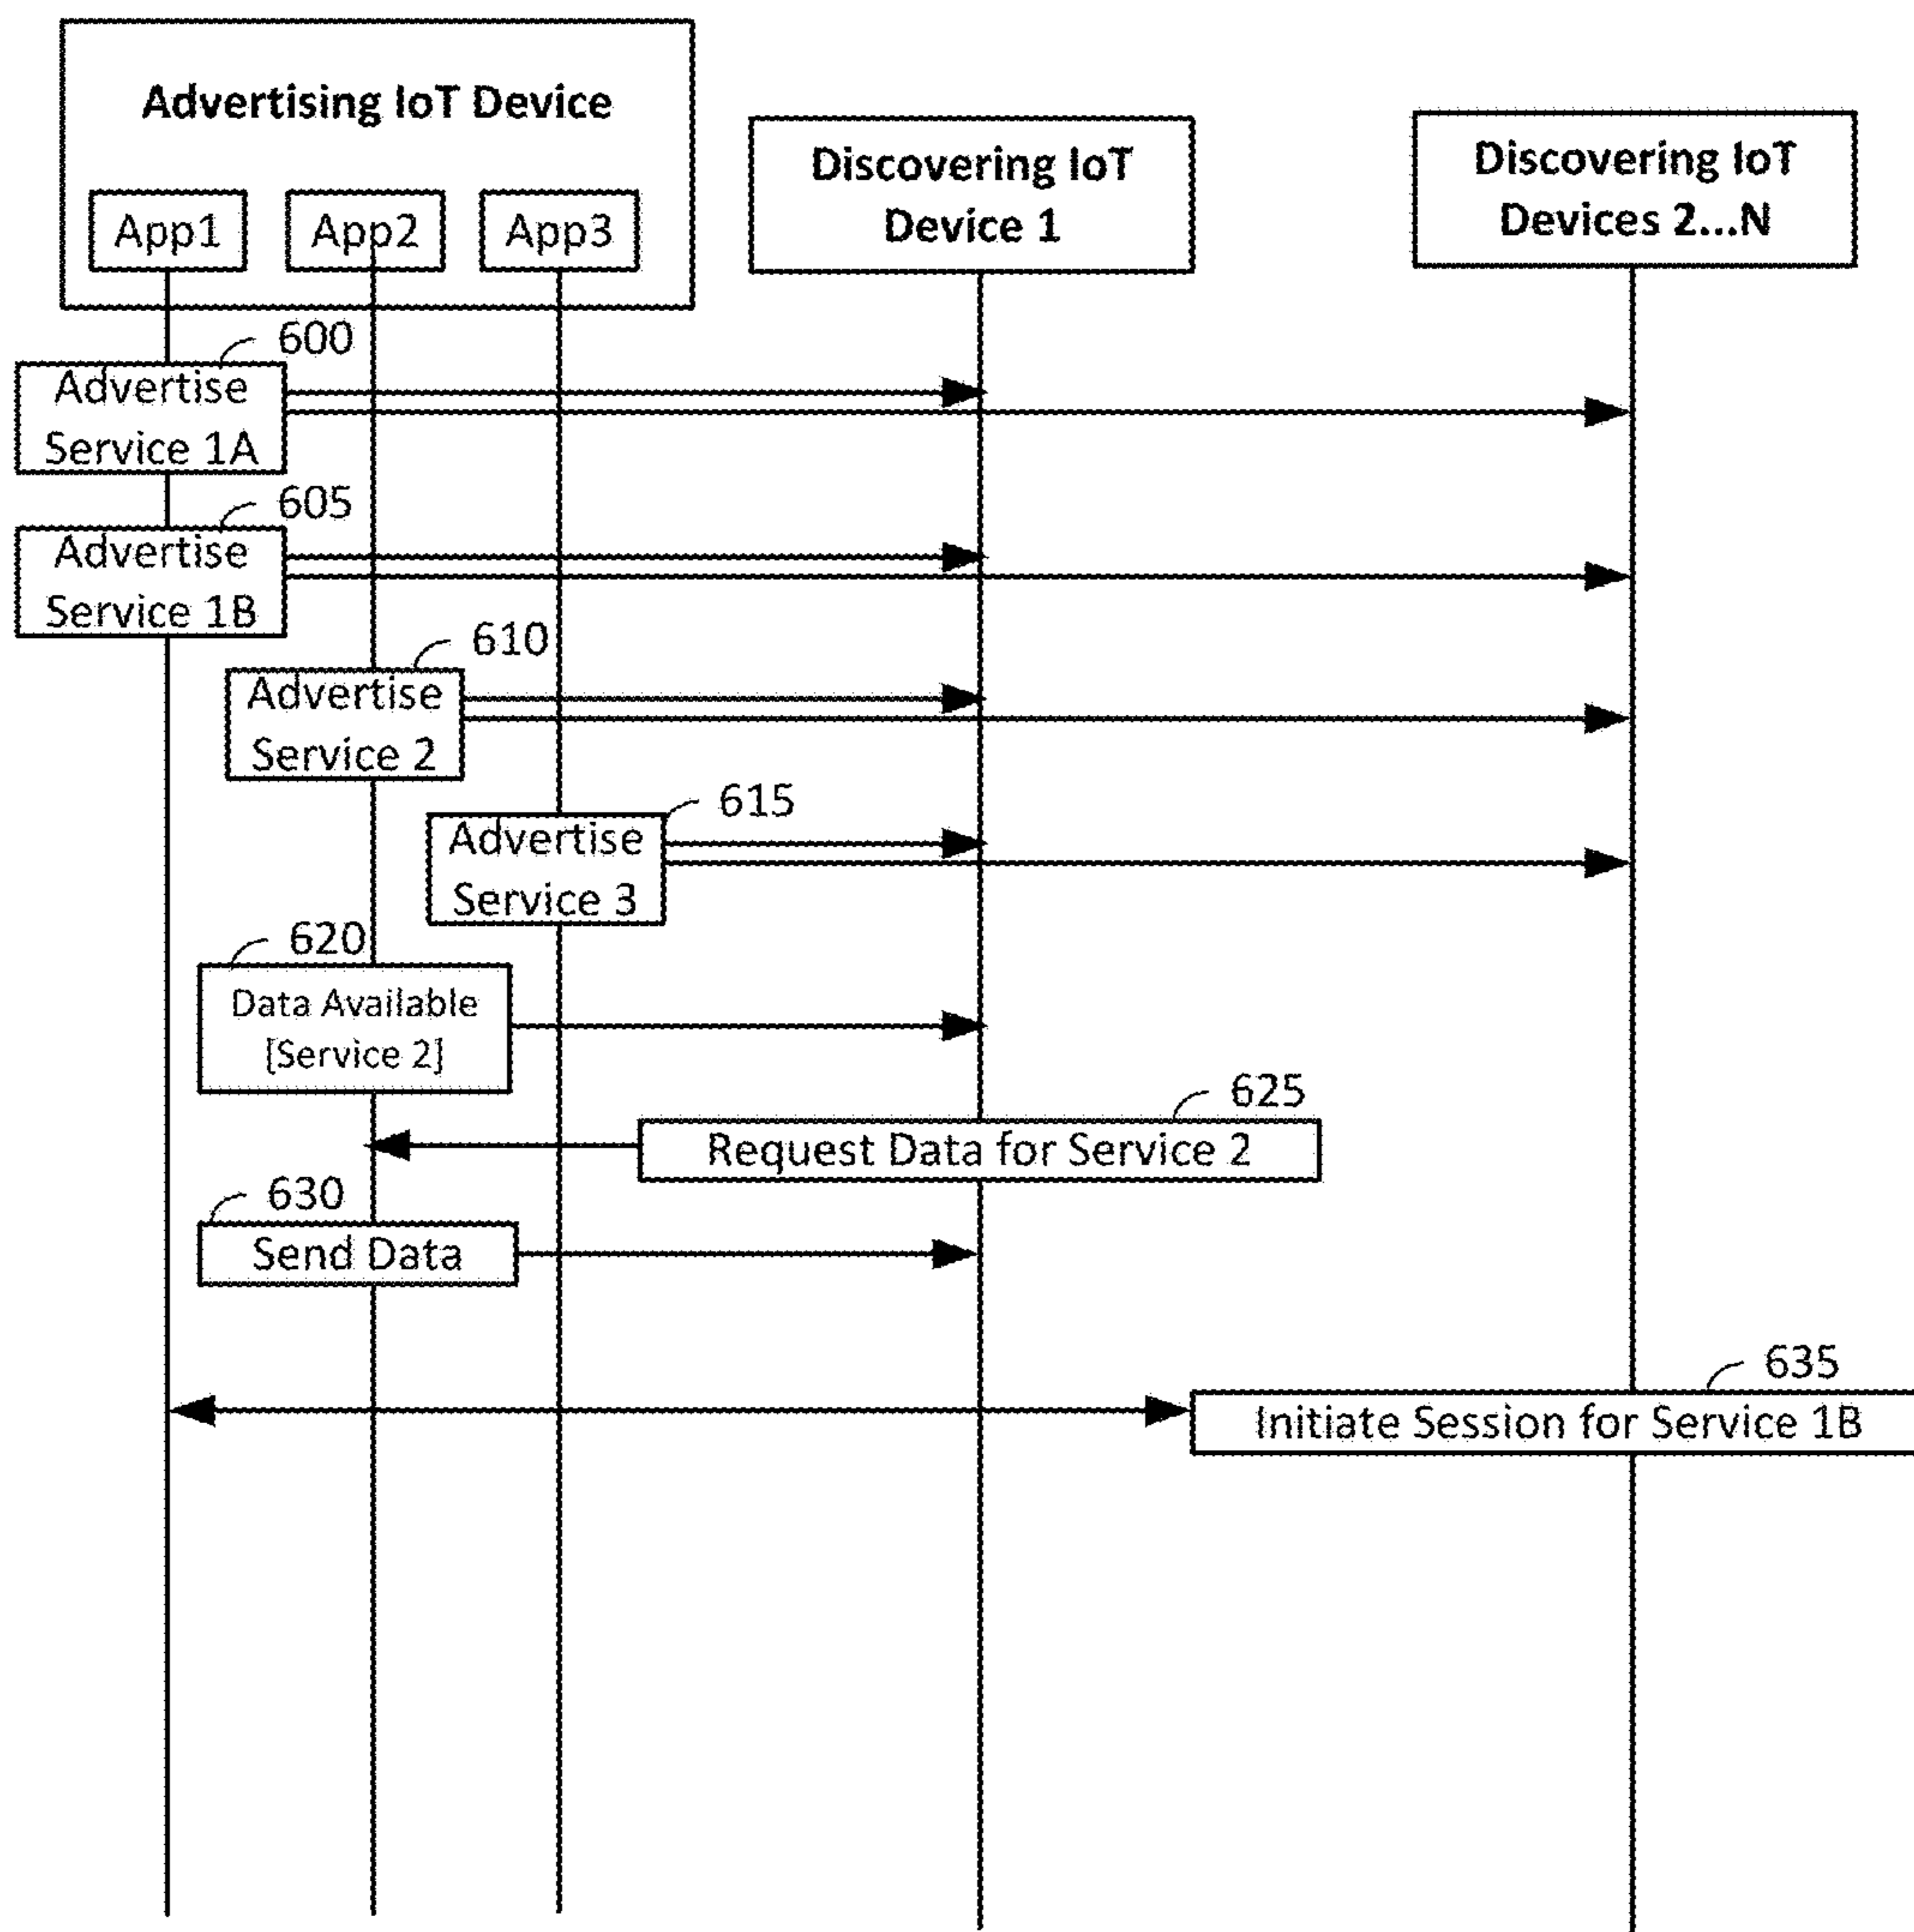 Advertising IoT Device
App1
App2
App3
Discovering IoT
Device 1
Discovering IoT
Devices 2...N
600
Advertise
Service 1A
605
Advertise
Service 1B
610
Advertise
Service 2
615
Advertise
Service 3
620
Data Available
[Service 2]
625
Request Data for Service 2
630
Send Data
635
Initiate Session for Service 1B